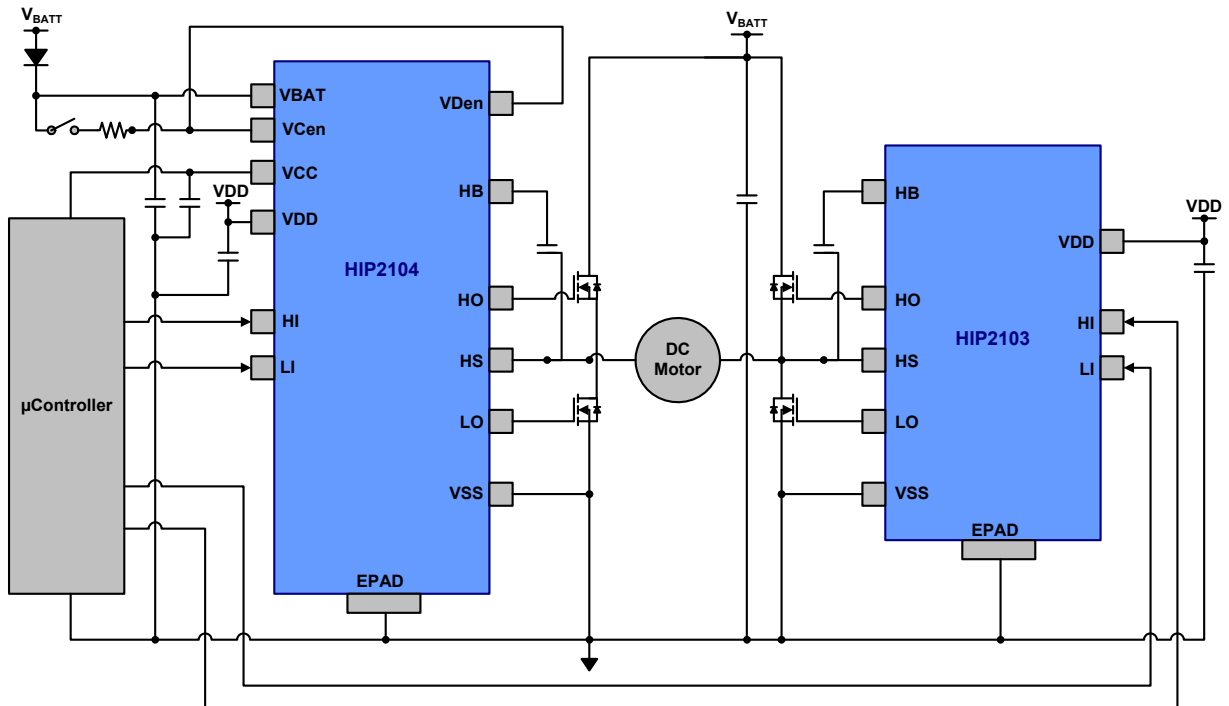 VBATT
VBAT
VCen
VCC
VDD
VDD
HI
LI
HIP2104
VDen
HB
HO
HS
LO
VSS
EPAD
µController
VBATT
DC
Motor
HB
HO
HS
LO
VSS
HIP2103
VDD
VDD
HI
LI
EPAD